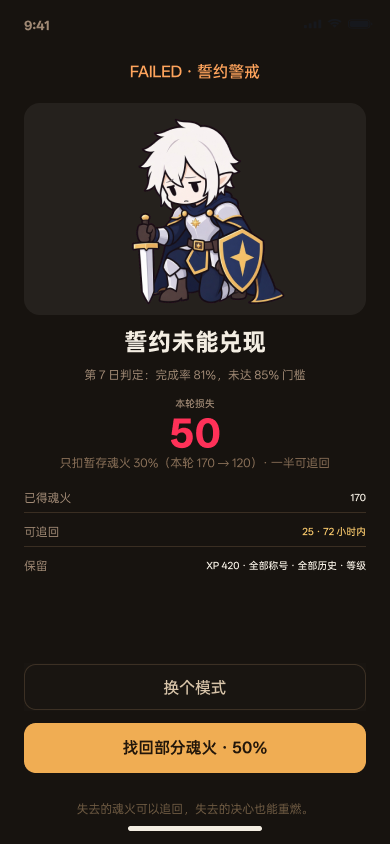 9:41
FAILED · 誓约警戒
誓约未能兑现
第 7 日判定：完成率 81%，未达 85% 门槛
本轮损失
50
只扣暂存魂火 30%（本轮 170 → 120）· 一半可追回
已得魂火 170
可追回 25 · 72 小时内
保留 XP 420 · 全部称号 · 全部历史 · 等级
换个模式
找回部分魂火 · 50%
失去的魂火可以追回，失去的决心也能重燃。